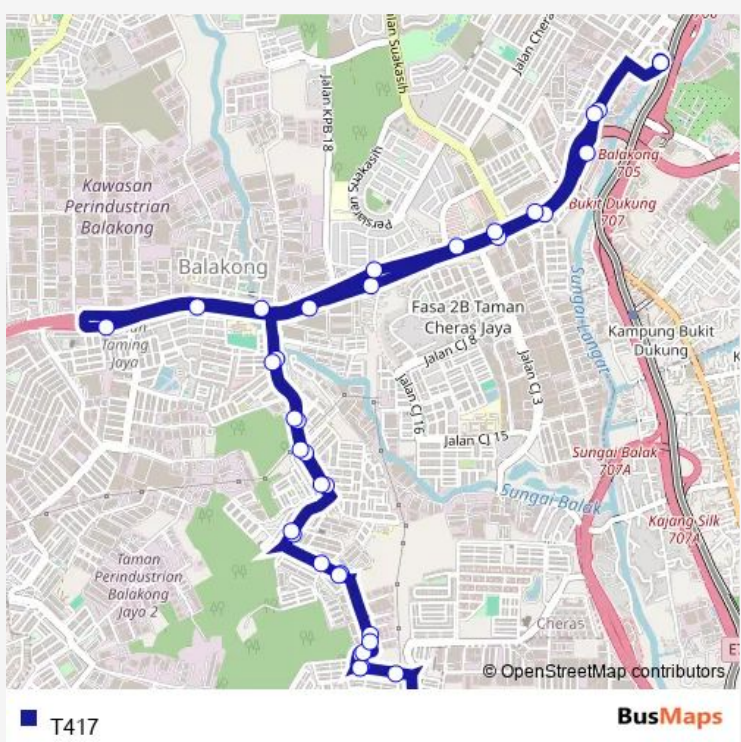 Jalan Suakasih
Jalan Cheras
Jalan KPB 18
Persiaran Suakasih
Balakong
705
Kawasan
Perindustrian
Balakong
Bukit Dukung
707
Balakong
Fasa 2B Taman
Cheras Jaya
Sungai Langat
Kampung Bukit
Dukung
Taming
Jaya
Jalan CJ 8
Jalan CJ 3
Jalan CJ 16
Jalan CJ 15
Sungai Balak
707A
Sungai Balak
Kajang Silk
707A
Taman
Perindustrian
Balakong
Jaya 2
Cheras
© OpenStreetMap contributors
T417
BusMaps